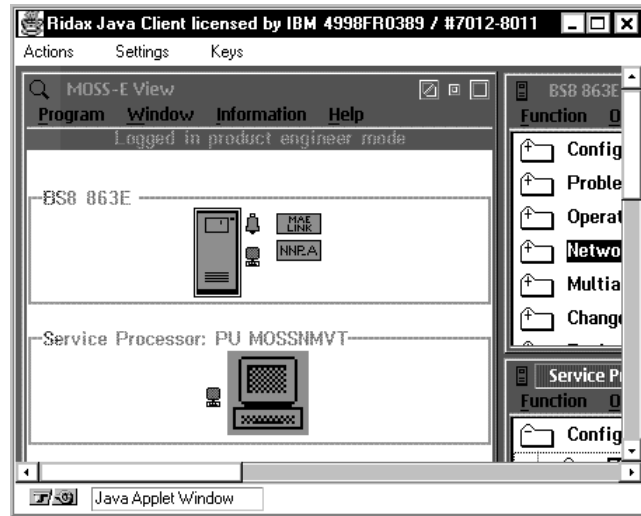 Ridax Java Client licensed by IBM 4998FR0389 / #7012-8011
Actions Settings Keys
MOSS-E View
Program Window Information Help
Logged in product engineer mode
BS8 863E
MAE LINK
NNP.A
Service Processor: PU MOSSNMVT
BS8 863E
Function O
Config
Proble
Operat
Netwo
Multia
Change
Service P
Function O
Config
Java Applet Window